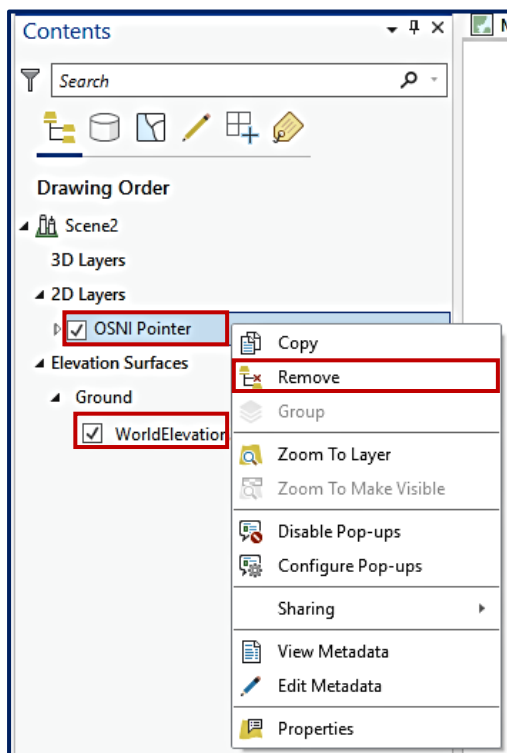 Contents
Search
Drawing Order
Scene2
3D Layers
2D Layers
OSNI Pointer
Elevation Surfaces
Ground
WorldElevation
Copy
Remove
Group
Zoom To Layer
Zoom To Make Visible
Disable Pop-ups
Configure Pop-ups
Sharing
View Metadata
Edit Metadata
Properties